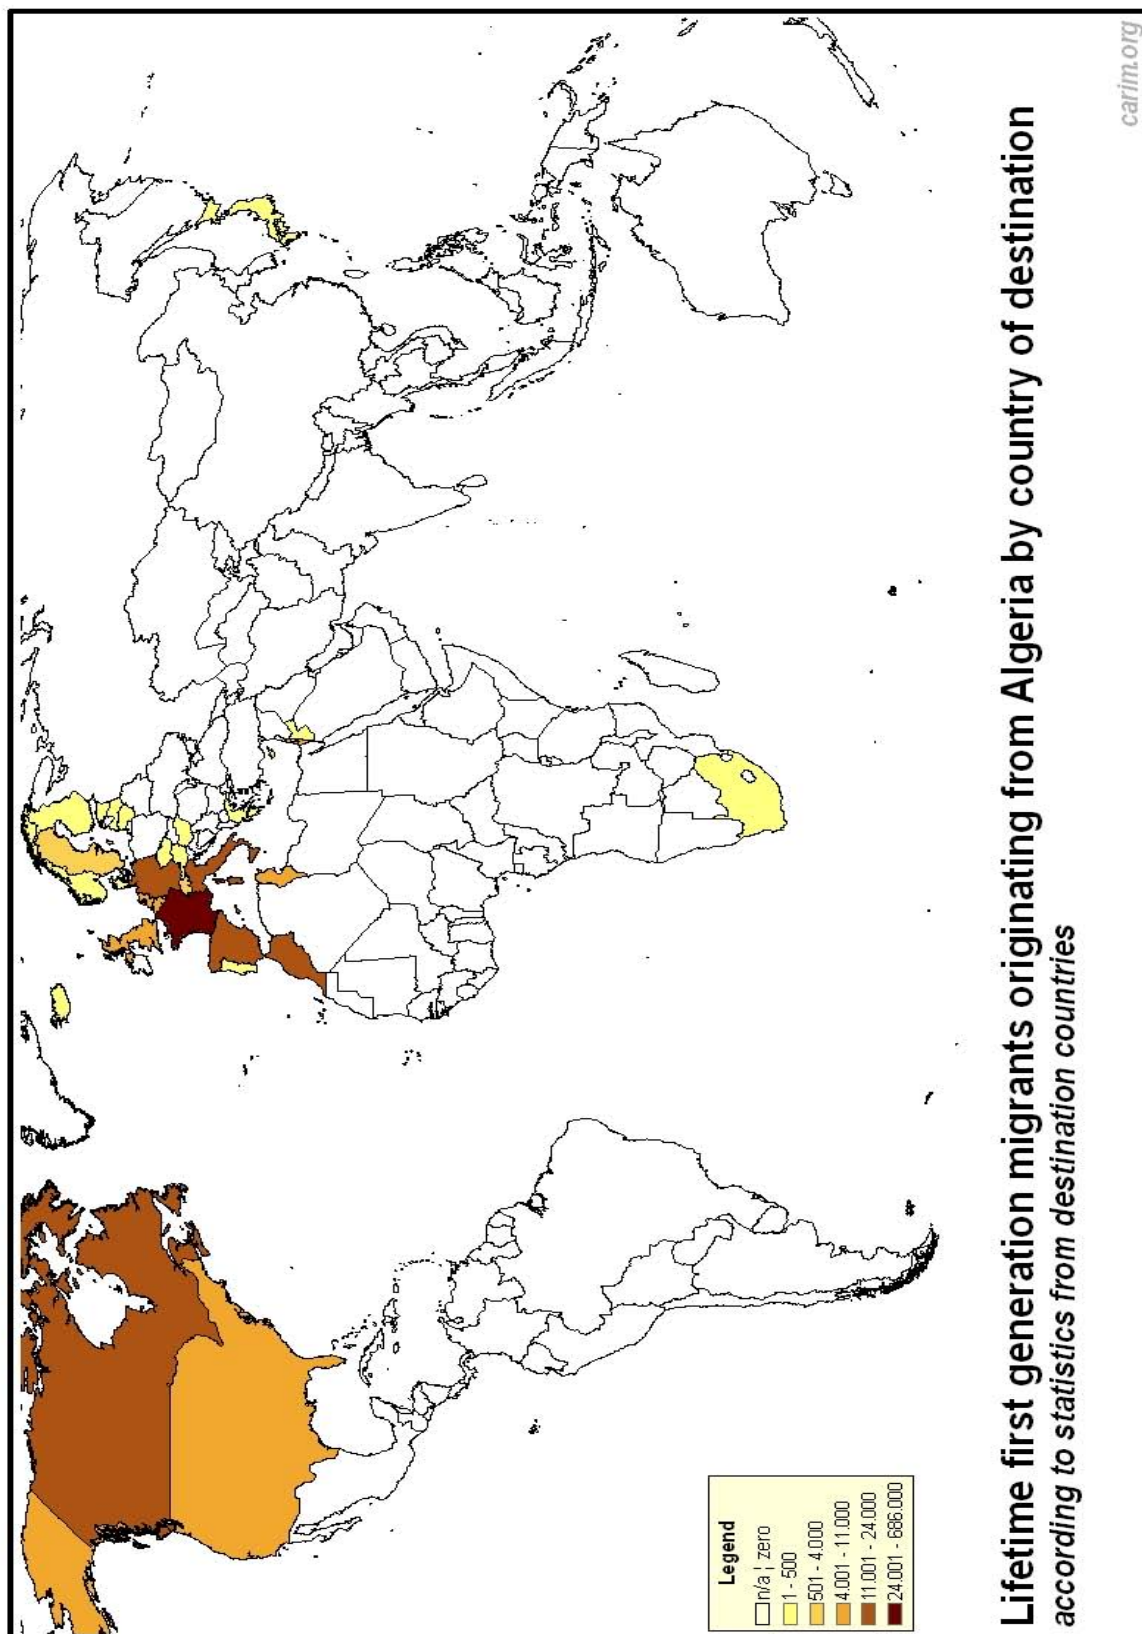 carim.org
Legend
n/a ¦ zero
1 - 500
501 - 4.000
4.001 - 11.000
11.001 - 24.000
24.001 - 686.000
Lifetime first generation migrants originating from Algeria by country of destination
according to statistics from destination countries